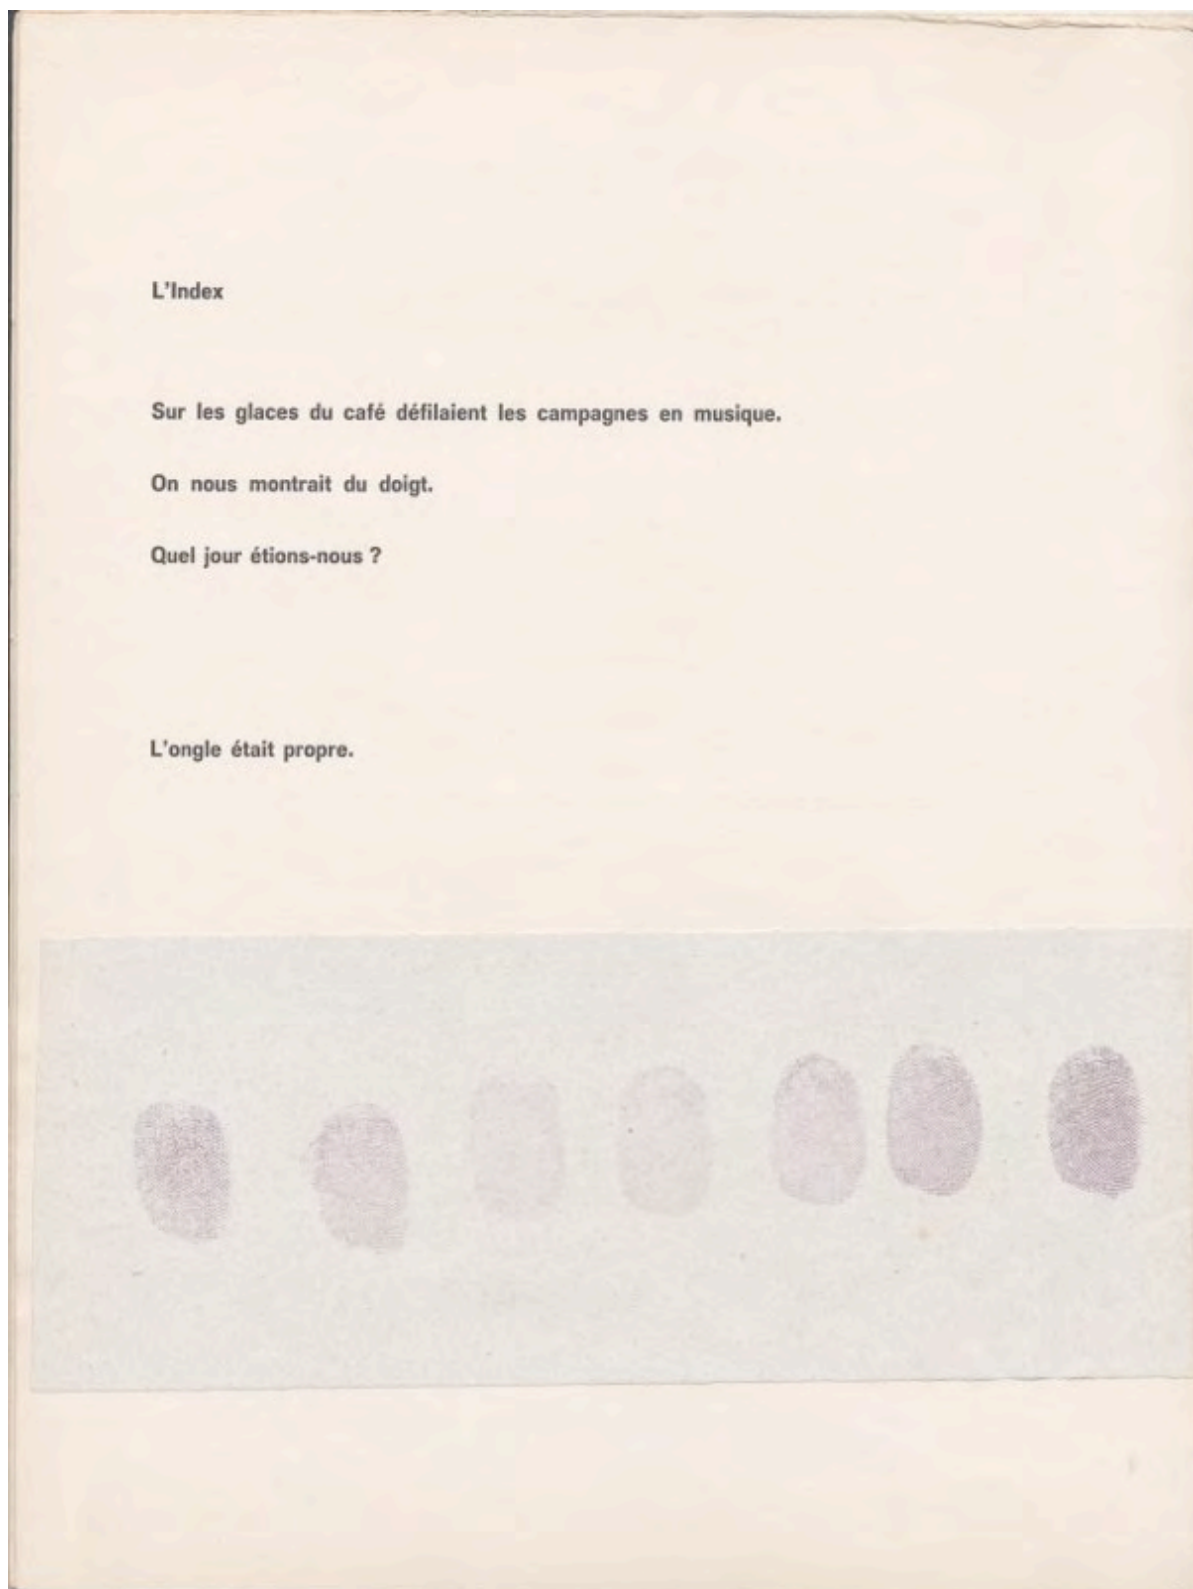 L'Index
Sur les glaces du café défilaient les campagnes en musique.
On nous montrait du doigt.
Quel jour étions-nous ?
L'ongle était propre.